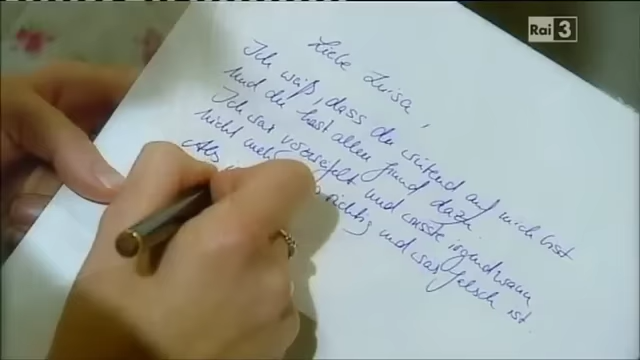 Rai 3
Liebe Luisa,
Ich weiß, dass du wütend auf mich bist
und du hast allen Grund dazu.
Ich war verzweifelt und wusste irgendwann
nicht mehr richtig und was falsch ist.
Als